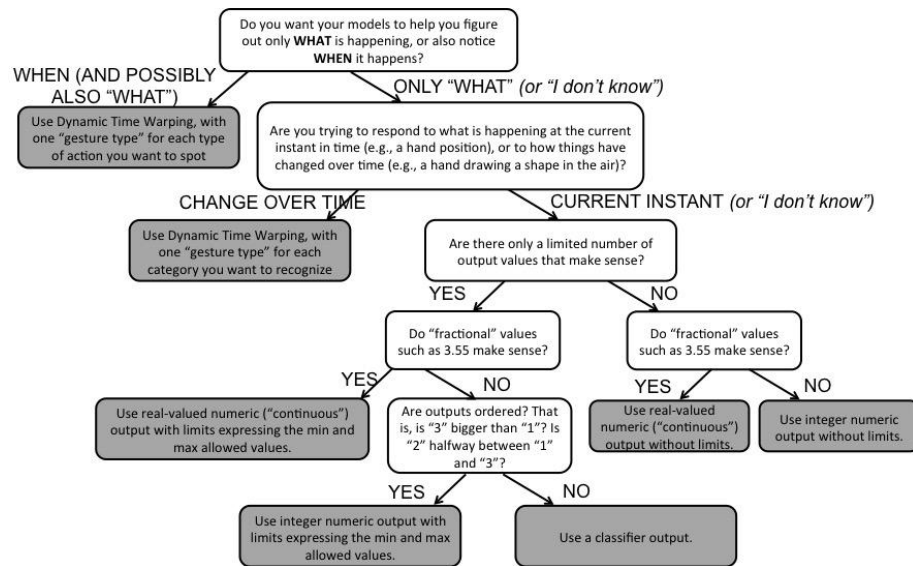 Do you want your models to help you figure
out only WHAT is happening, or also notice
WHEN it happens?
WHEN (AND POSSIBLY
ALSO “WHAT”)
ONLY “WHAT” (or “I don’t know”)
Use Dynamic Time Warping, with
one “gesture type” for each type
of action you want to spot
Are you trying to respond to what is happening at the current
instant in time (e.g., a hand position), or to how things have
changed over time (e.g., a hand drawing a shape in the air)?
CHANGE OVER TIME
CURRENT INSTANT (or “I don’t know”)
Use Dynamic Time Warping, with
one “gesture type” for each
category you want to recognize
Are there only a limited number of
output values that make sense?
YES
NO
Do “fractional” values
such as 3.55 make sense?
Do “fractional” values
such as 3.55 make sense?
YES
NO
YES
NO
Use real-valued numeric (“continuous”)
output with limits expressing the min and
max allowed values.
Are outputs ordered? That
is, is “3” bigger than “1”? Is
“2” halfway between “1”
and “3”?
Use real-valued
numeric (“continuous”)
output without limits.
Use integer numeric
output without limits.
YES
NO
Use integer numeric output with
limits expressing the min and max
allowed values.
Use a classifier output.